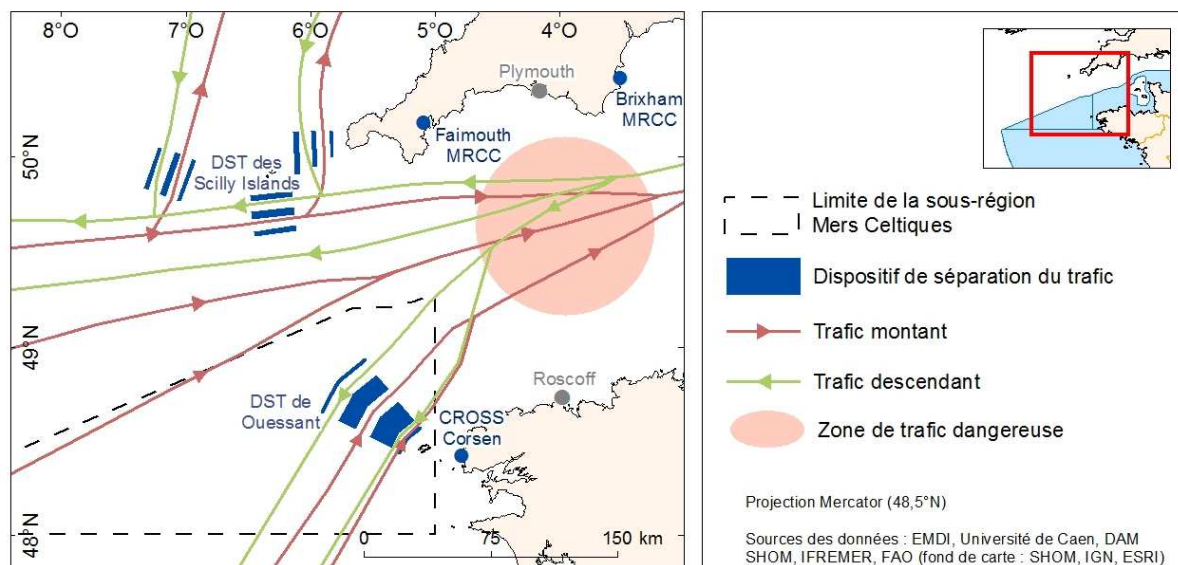 8°O 7°O 6°O 5°O 4°O
50°N
49°N
48°N
Plymouth
Brixham
MRCC
Faimouth
MRCC
DST des
Scilly Islands
DST de
Ouessant
Roscoff
CROSS
Corsen
0 75 150 km
Limite de la sous-région
Mers Celtiques
Dispositif de séparation du trafic
Trafic montant
Trafic descendant
Zone de trafic dangereuse
Projection Mercator (48,5°N)
Sources des données : EMDI, Université de Caen, DAM
SHOM, IFREMER, FAO (fond de carte : SHOM, IGN, ESRI)